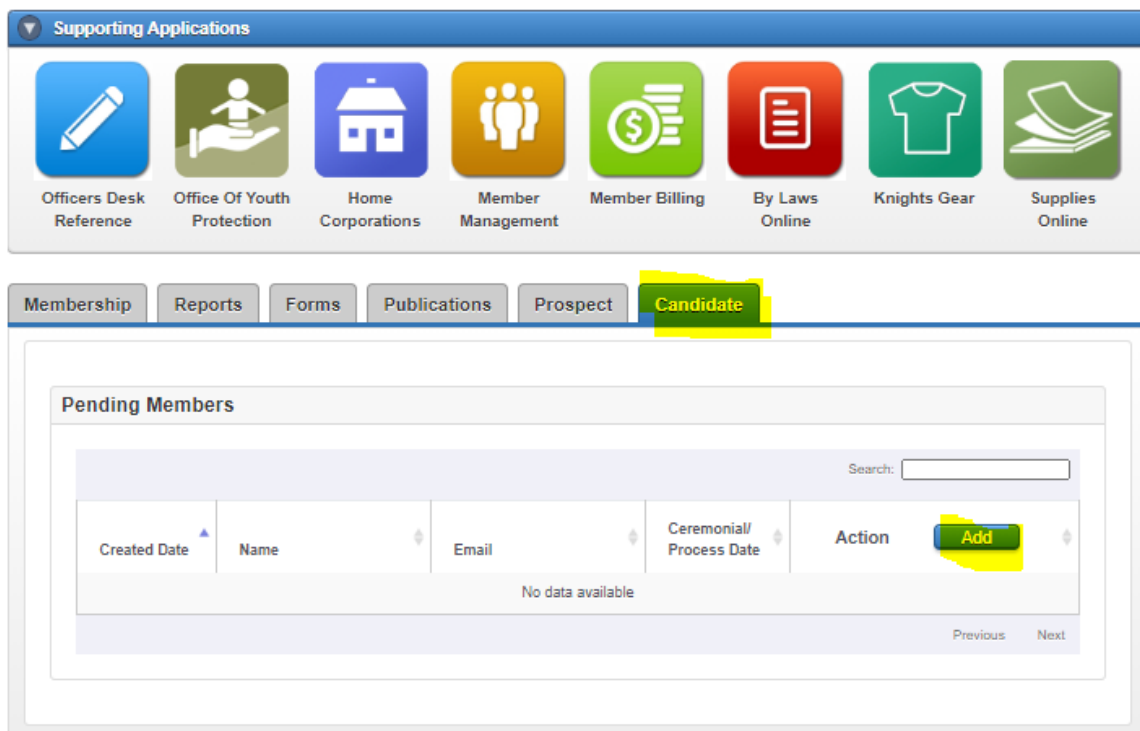 Supporting Applications
Officers Desk Reference
Office Of Youth Protection
Home Corporations
Member Management
Member Billing
By Laws Online
Knights Gear
Supplies Online
Membership
Reports
Forms
Publications
Prospect
Candidate
Pending Members
Search:
Created Date
Name
Email
Ceremonial/
Process Date
Action
Add
No data available
Previous
Next